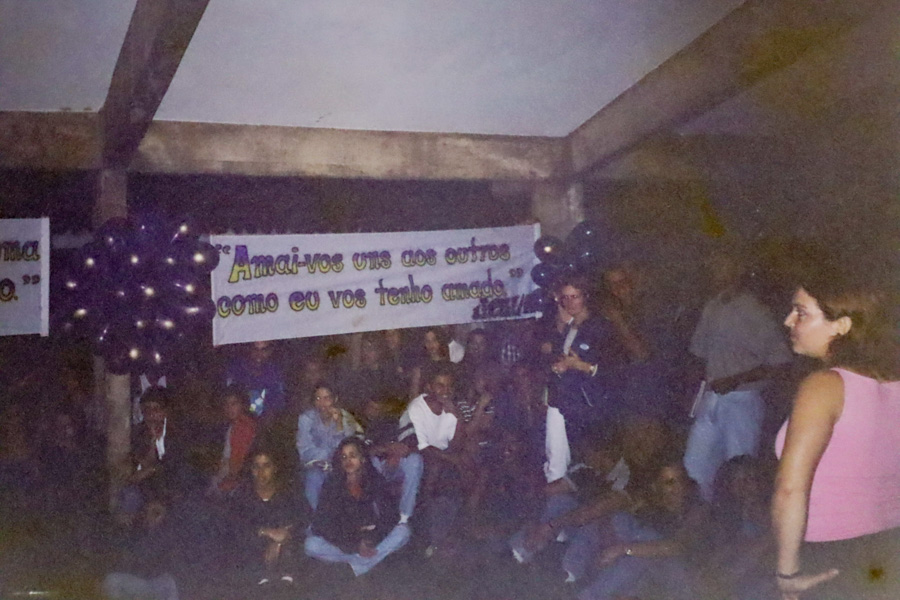 o."
"Amai-vos uns aos outros
como eu vos tenho amado"